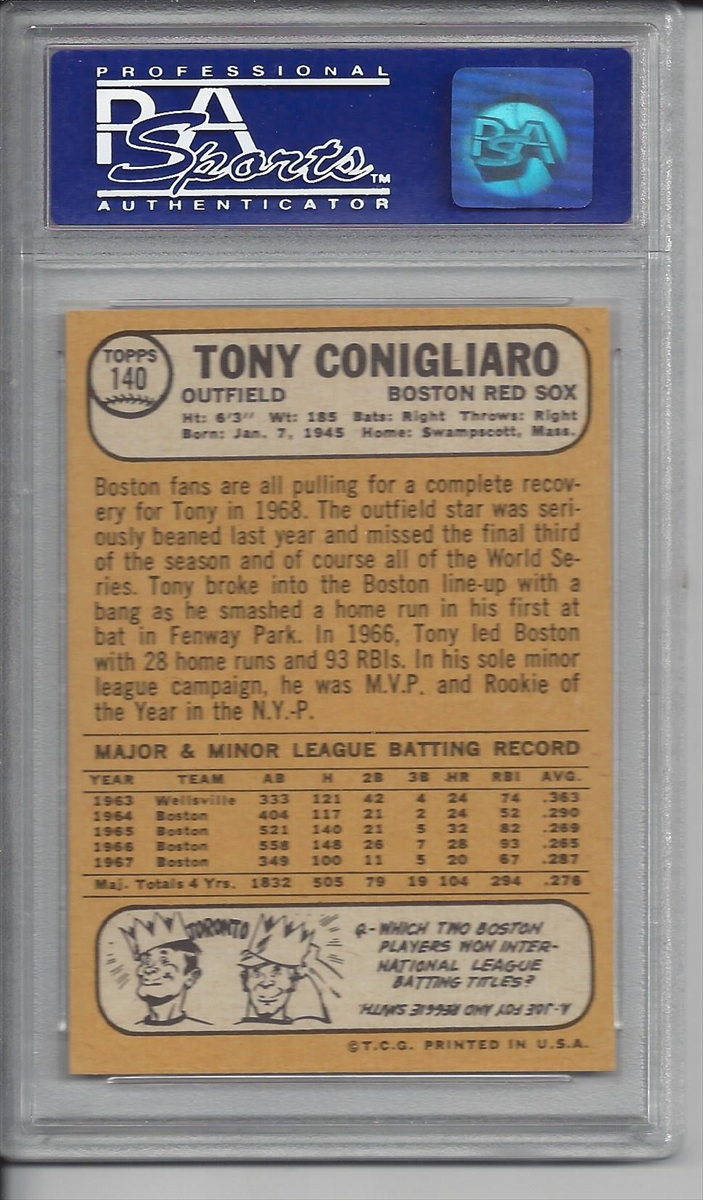 PROFESSIONAL
PSA
Sports™
AUTHENTICATOR
PSA
TOPPS
140
TONY CONIGLIARO
OUTFIELD BOSTON RED SOX
Ht: 6'3" Wt: 185 Bats: Right Throws: Right
Born: Jan. 7, 1945 Home: Swampscott, Mass.
Boston fans are all pulling for a complete recov-
ery for Tony in 1968. The outfield star was seri-
ously beaned last year and missed the final third
of the season and of course all of the World Se-
ries. Tony broke into the Boston line-up with a
bang as he smashed a home run in his first at
bat in Fenway Park. In 1966, Tony led Boston
with 28 home runs and 93 RBIs. In his sole minor
league campaign, he was M.V.P. and Rookie of
the Year in the N.Y.-P.
MAJOR & MINOR LEAGUE BATTING RECORD
YEAR TEAM AB H 2B 3B HR RBI AVG.
1963 Wellsville 333 121 42 4 24 74 .363
1964 Boston 404 117 21 2 24 52 .290
1965 Boston 521 140 21 5 32 82 .269
1966 Boston 558 148 26 7 28 93 .265
1967 Boston 349 100 11 5 20 67 .287
Maj. Totals 4 Yrs. 1832 505 79 19 104 294 .276
TORONTO
Q-WHICH TWO BOSTON
PLAYERS WON INTER-
NATIONAL LEAGUE
BATTING TITLES?
A-JOE FOY AND REGGIE SMITH.
©T.C.G. PRINTED IN U.S.A.